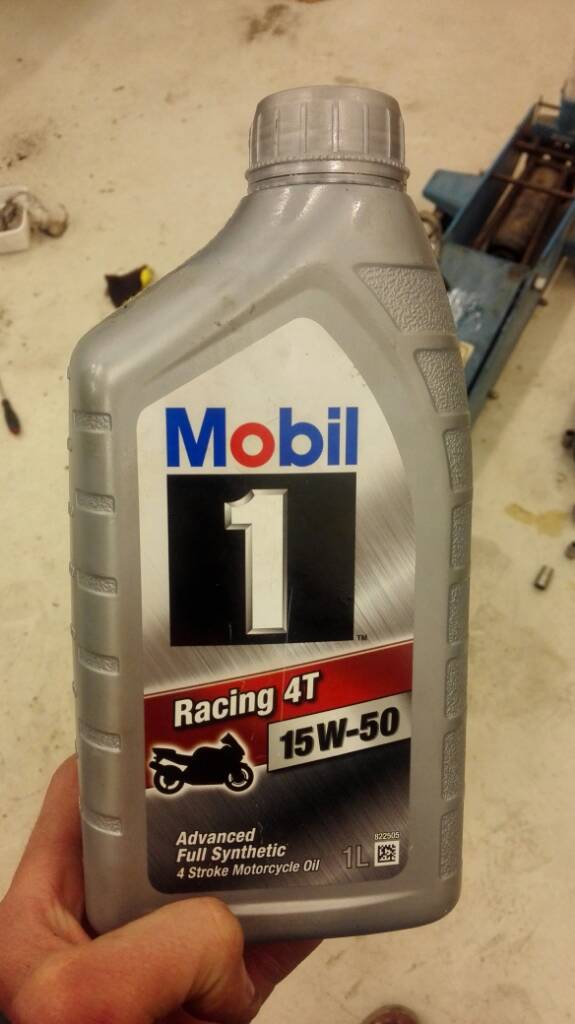 Mobil
1
TM
Racing 4T
15W-50
Advanced
Full Synthetic
4 Stroke Motorcycle Oil
1L
822505